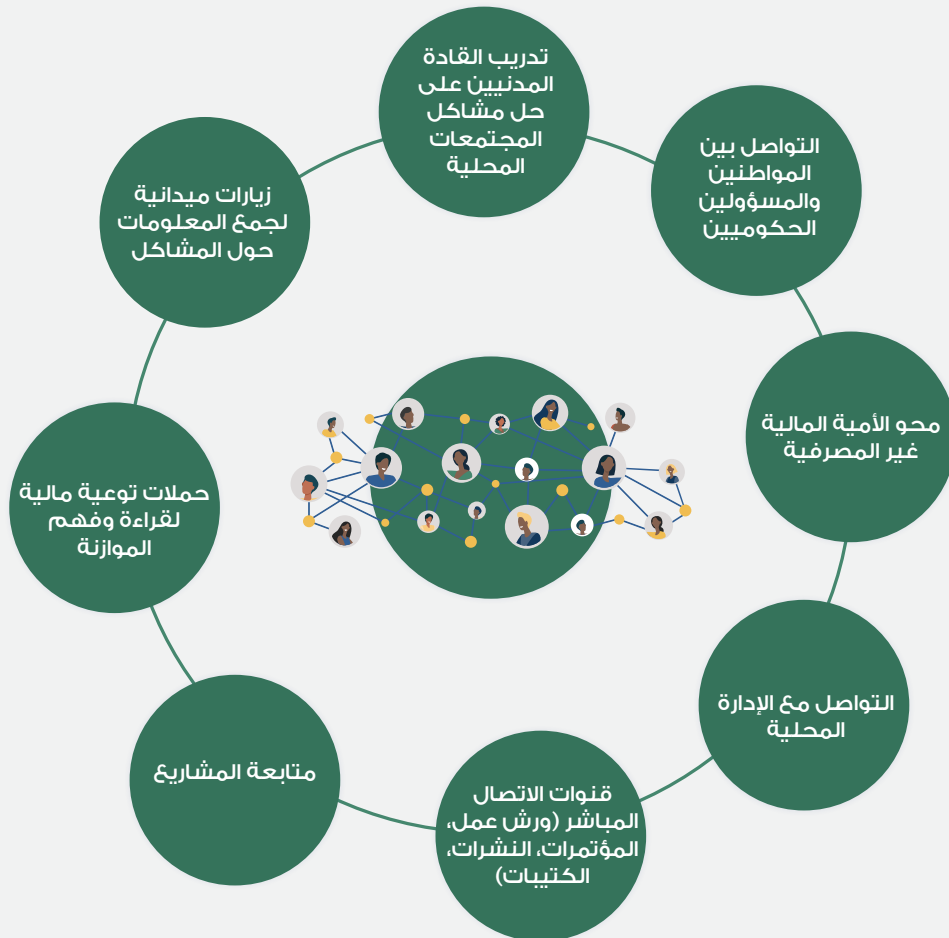 تدريب القادة
المدنيين على
حل مشاكل
المجتمعات
المحلية
التواصل بين
المواطنين
والمسؤولين
الحكوميين
محو الأمية المالية
غير المصرفية
التواصل مع الإدارة
المحلية
قنوات الاتصال
المباشر (ورش عمل،
المؤتمرات، النشرات،
الكتيبات)
متابعة المشاريع
حملات توعية مالية
لقراءة وفهم
الموازنة
زيارات ميدانية
لجمع المعلومات
حول المشاكل